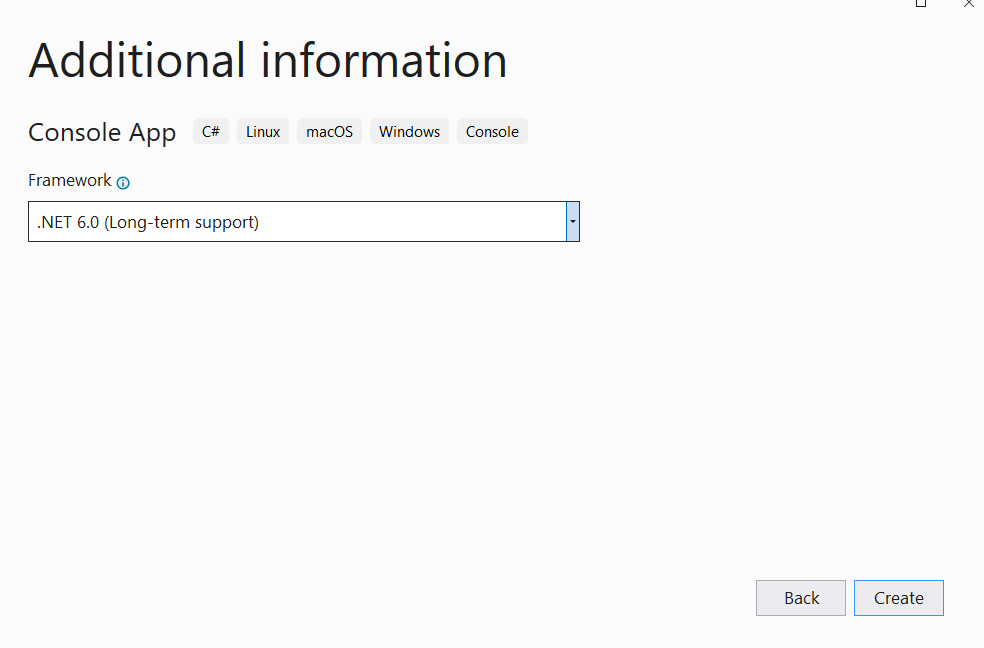 Additional information
Console App C# Linux macOS Windows Console
Framework
.NET 6.0 (Long-term support)
Back Create